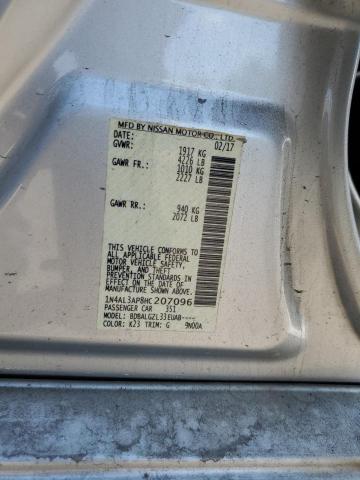 MFD BY NISSAN MOTOR CO., LTD.
DATE: 02/17
GVWR: 1917 KG
4226 LB
GAWR FR.: 1010 KG
2227 LB
GAWR RR.: 940 KG
2072 LB
THIS VEHICLE CONFORMS TO
ALL APPLICABLE FEDERAL
MOTOR VEHICLE SAFETY,
BUMPER, AND THEFT
PREVENTION STANDARDS
IN EFFECT ON THE DATE OF
MANUFACTURE SHOWN ABOVE.
1N4AL3AP8HC207096
PASSENGER CAR 351
MODEL: BDBALGZL33EUAB----
COLOR: K23 TRIM: G 9N00A